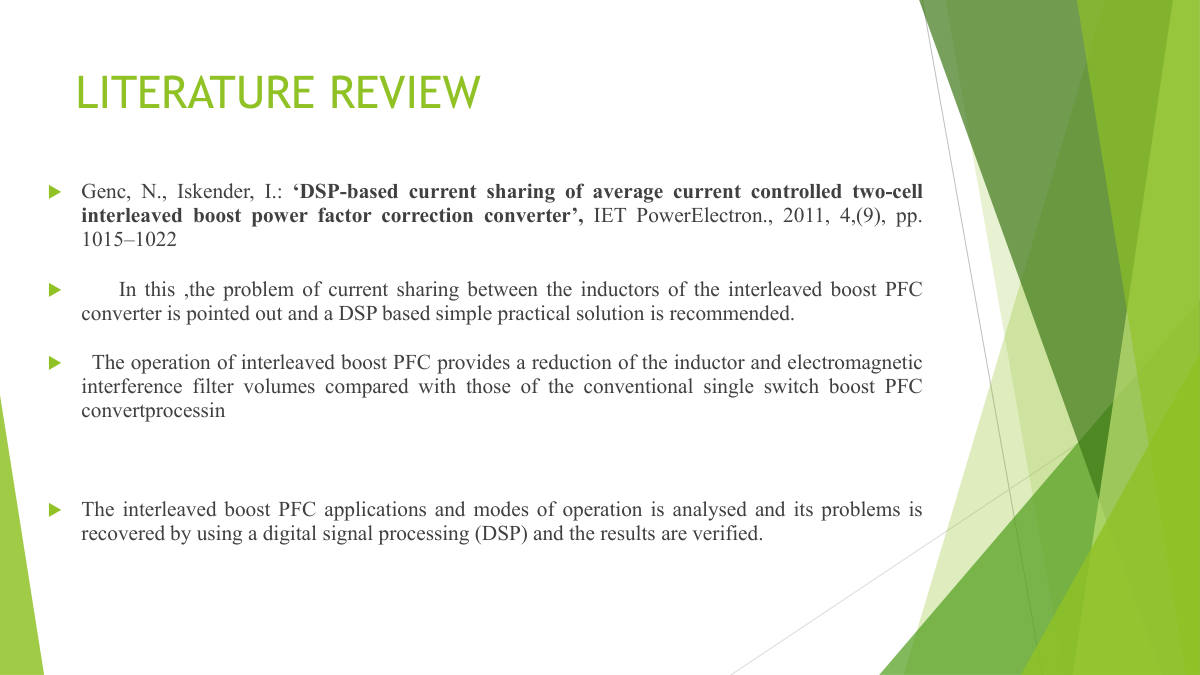 LITERATURE REVIEW
Genc, N., Iskender, I.: ‘DSP-based current sharing of average current controlled two-cell
interleaved boost power factor correction converter’, IET PowerElectron., 2011, 4,(9), pp.
1015–1022
In this ,the problem of current sharing between the inductors of the interleaved boost PFC
converter is pointed out and a DSP based simple practical solution is recommended.
The operation of interleaved boost PFC provides a reduction of the inductor and electromagnetic
interference filter volumes compared with those of the conventional single switch boost PFC
convertprocessin
The interleaved boost PFC applications and modes of operation is analysed and its problems is
recovered by using a digital signal processing (DSP) and the results are verified.